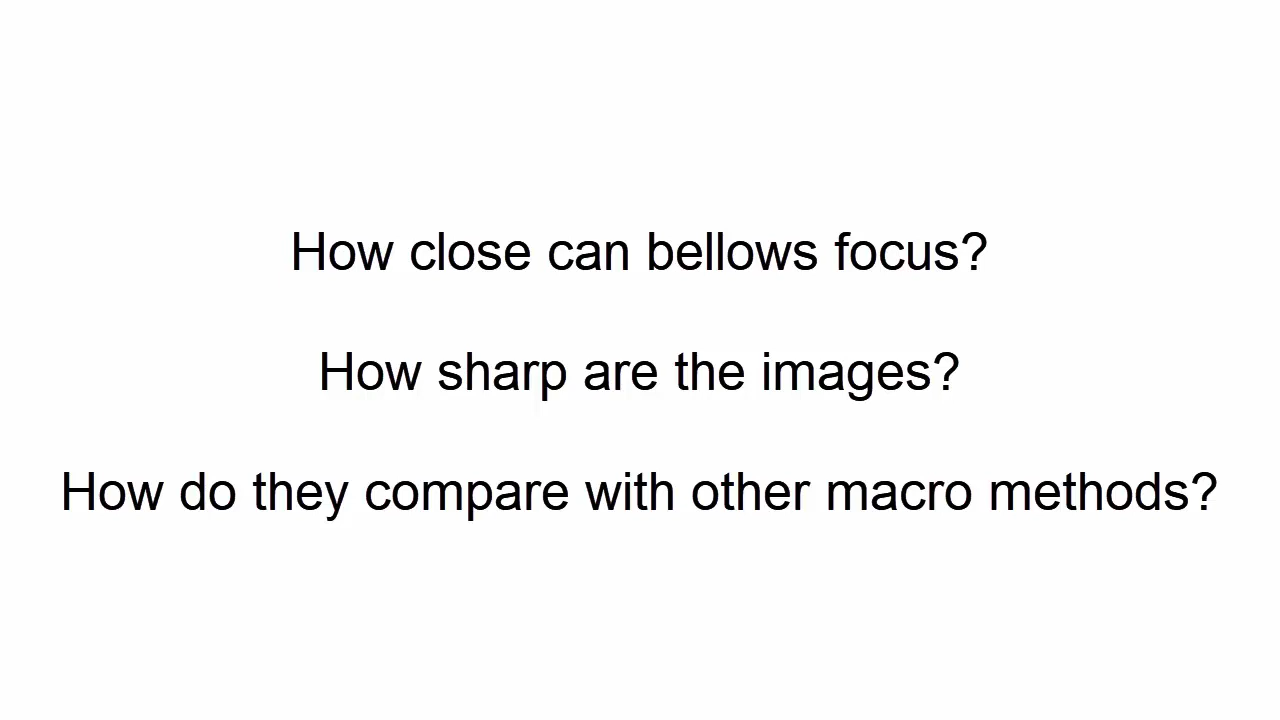 How close can bellows focus?
How sharp are the images?
How do they compare with other macro methods?